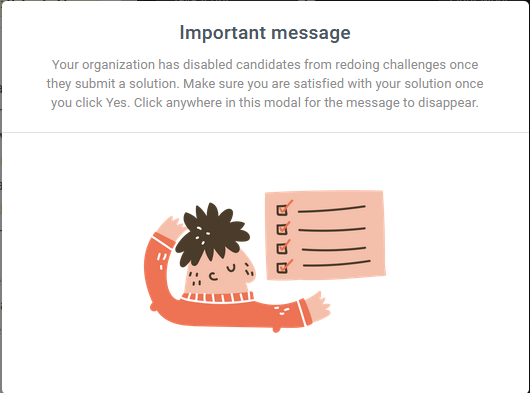 Important message
Your organization has disabled candidates from redoing challenges once
they submit a solution. Make sure you are satisfied with your solution once
you click Yes. Click anywhere in this modal for the message to disappear.